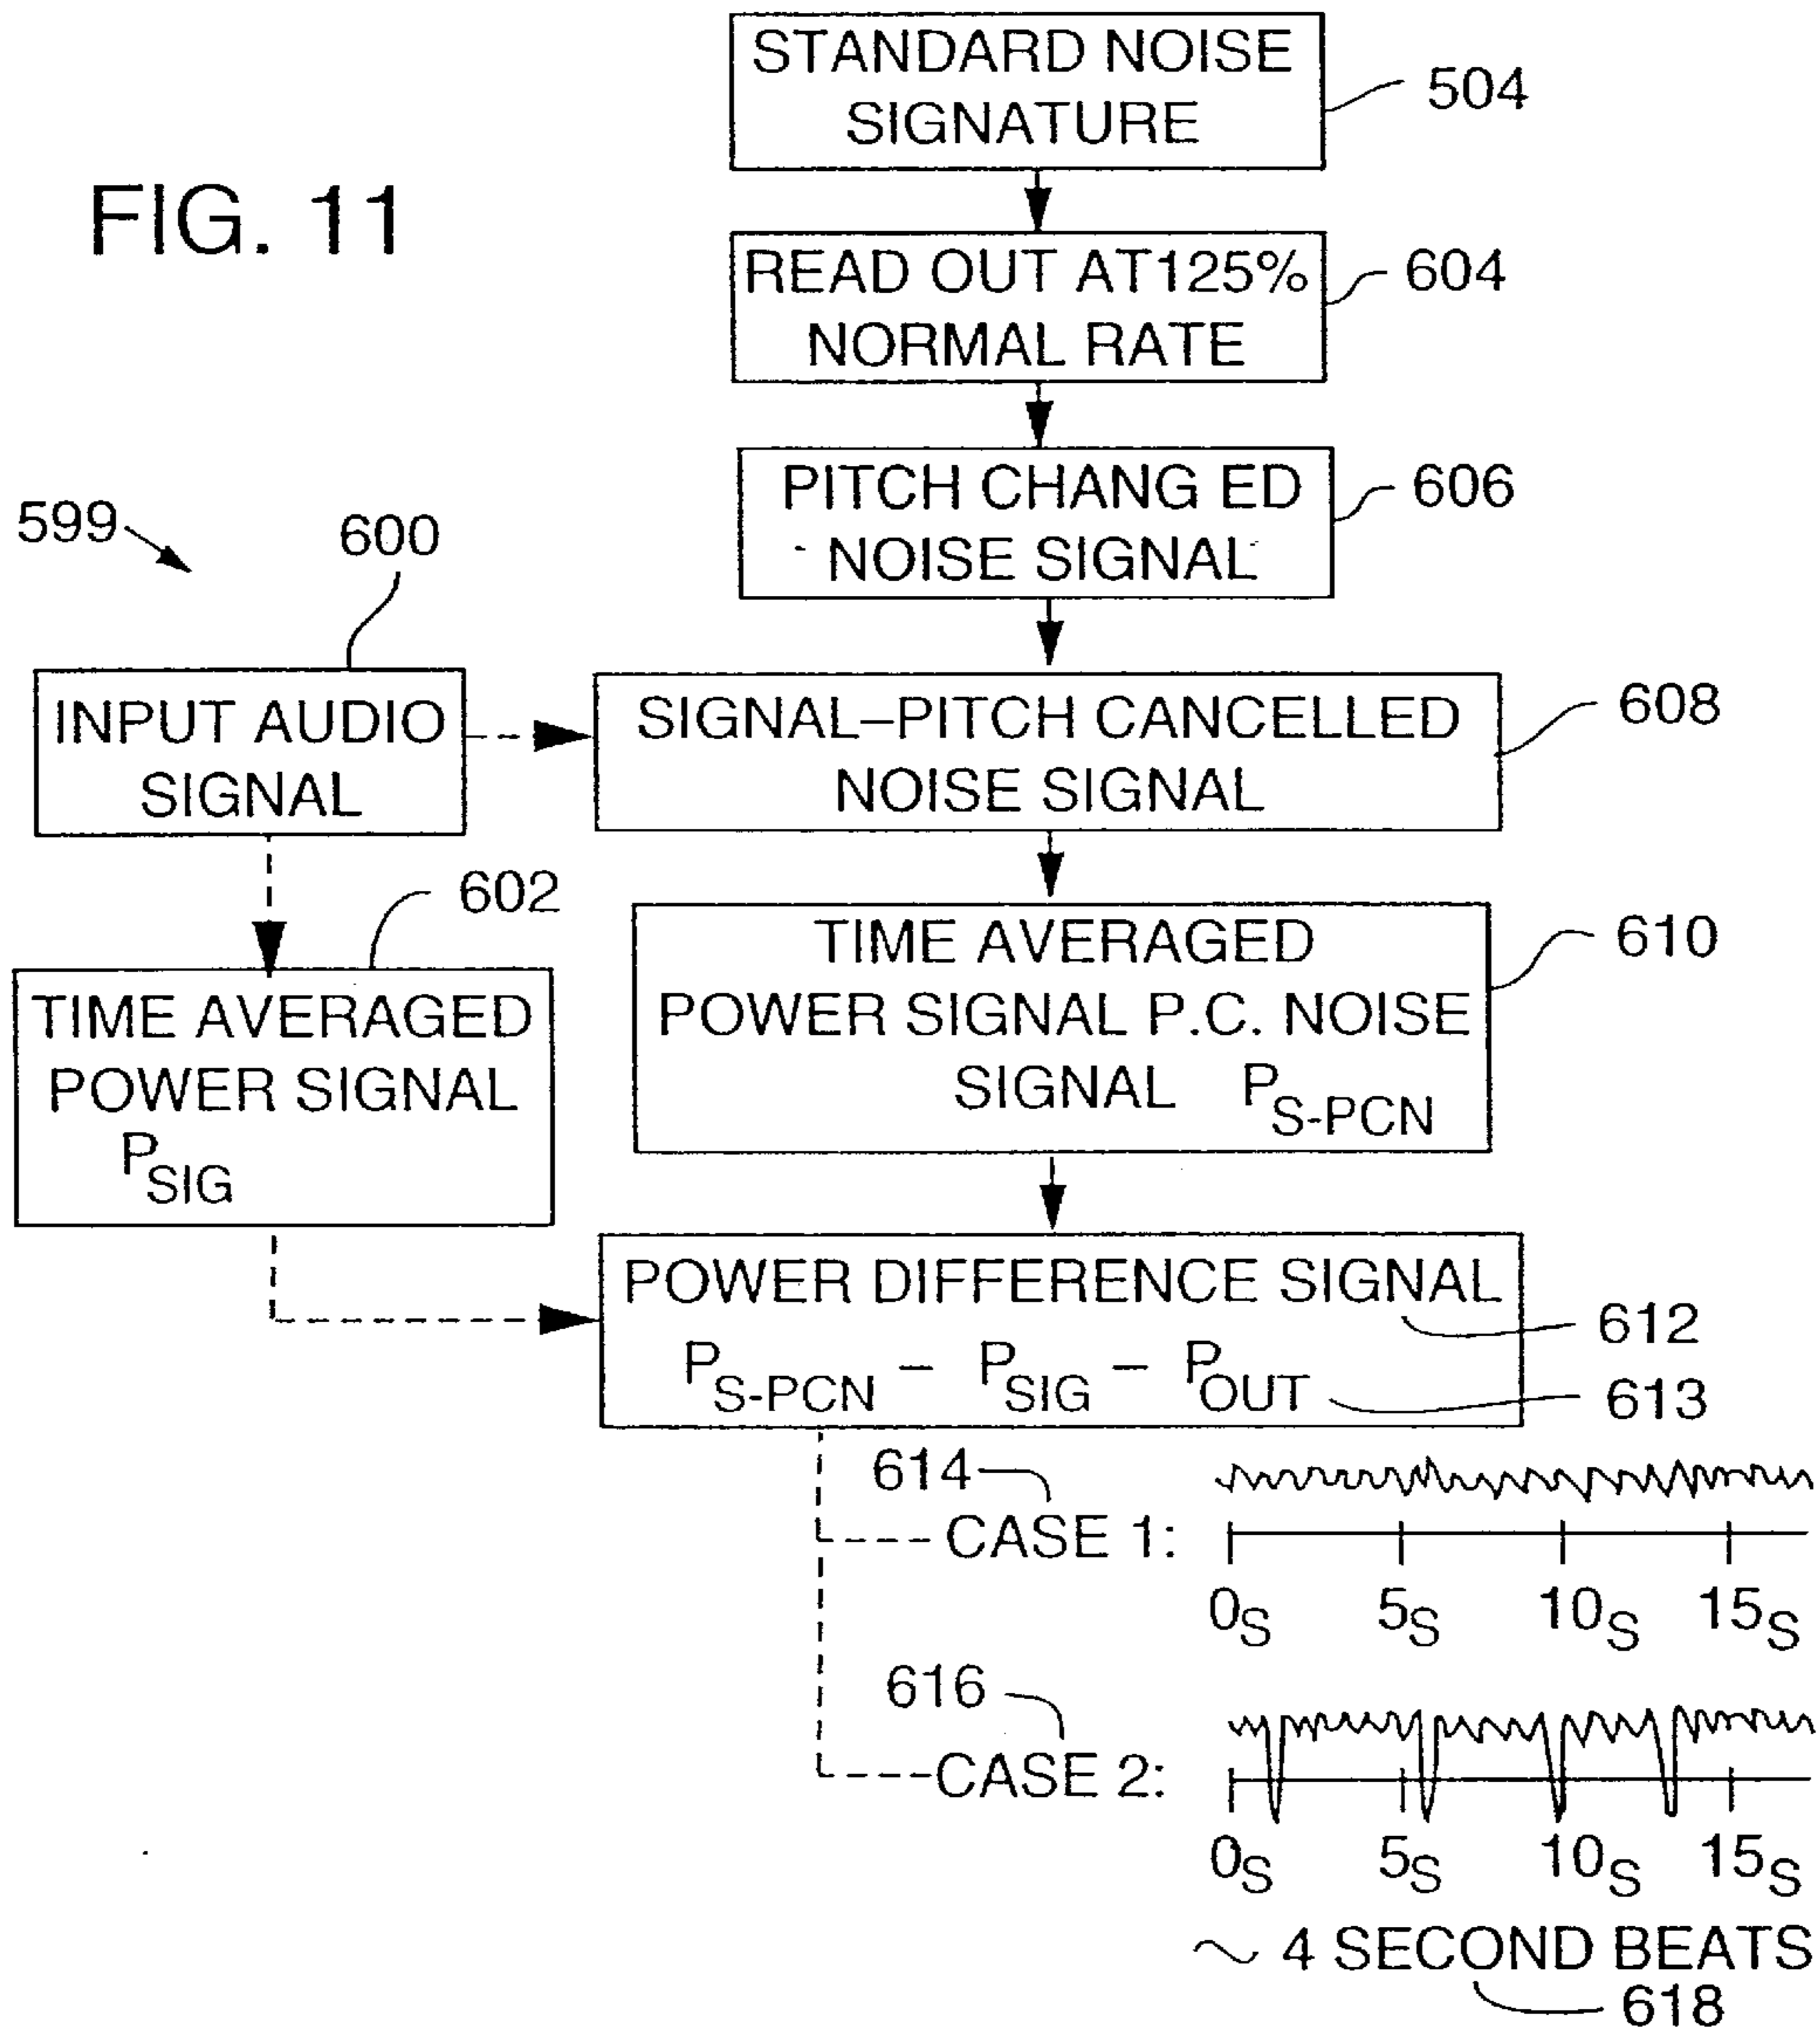 FIG. 11
STANDARD NOISE
SIGNATURE
504
READ OUT AT125%
NORMAL RATE
604
PITCH CHANG ED
NOISE SIGNAL
606
599
600
INPUT AUDIO
SIGNAL
SIGNAL–PITCH CANCELLED
NOISE SIGNAL
608
602
TIME AVERAGED
POWER SIGNAL
PSIG
TIME AVERAGED
POWER SIGNAL P.C. NOISE
SIGNAL PS-PCN
610
POWER DIFFERENCE SIGNAL
612
PS-PCN – PSIG – POUT
613
614
CASE 1:
0S 5S 10S 15S
616
CASE 2:
0S 5S 10S 15S
~ 4 SECOND BEATS
618